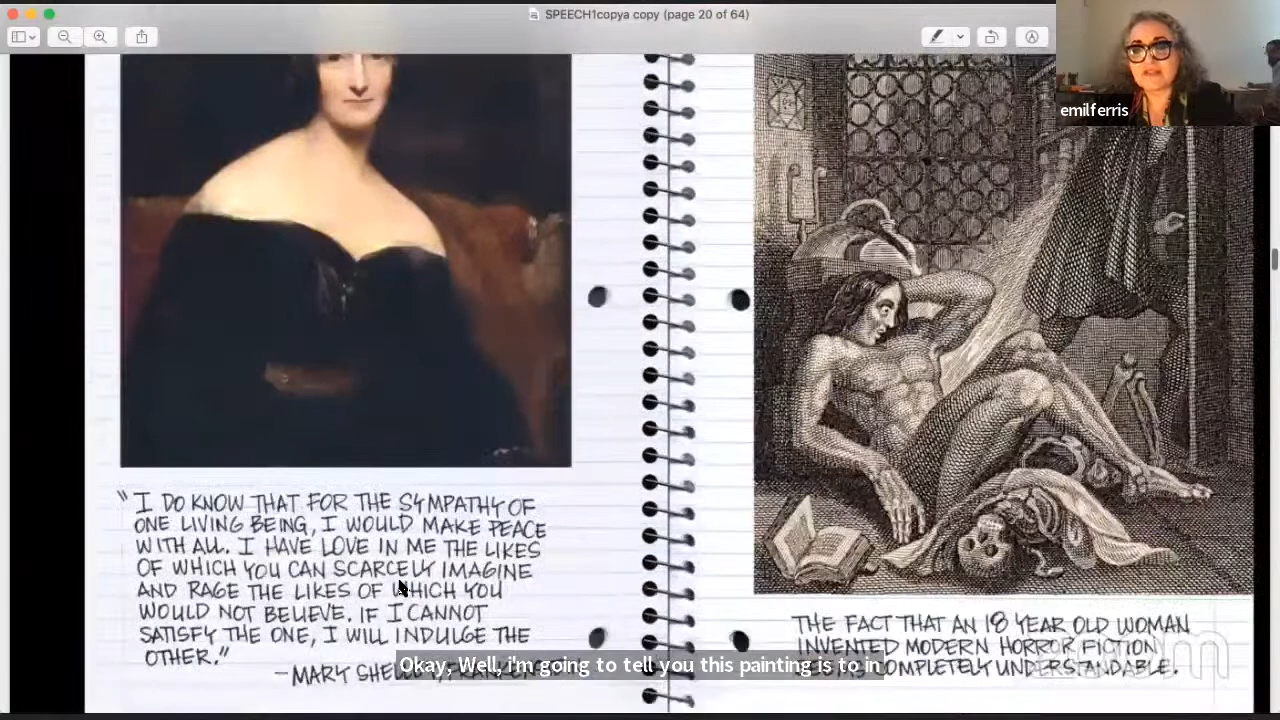 SPEECH1copya copy (page 20 of 64)
emilferris
"I DO KNOW THAT FOR THE SYMPATHY OF
ONE LIVING BEING, I WOULD MAKE PEACE
WITH ALL. I HAVE LOVE IN ME THE LIKES
OF WHICH YOU CAN SCARCELY IMAGINE
AND RAGE THE LIKES OF WHICH YOU
WOULD NOT BELIEVE. IF I CANNOT
SATISFY THE ONE, I WILL INDULGE THE
OTHER."
—MARY
THE FACT THAT AN 18 YEAR OLD WOMAN
INVENTED MODERN HORROR FICTION
COMPLETELY UNDERSTANDABLE.
Okay, Well, i'm going to tell you this painting is to in